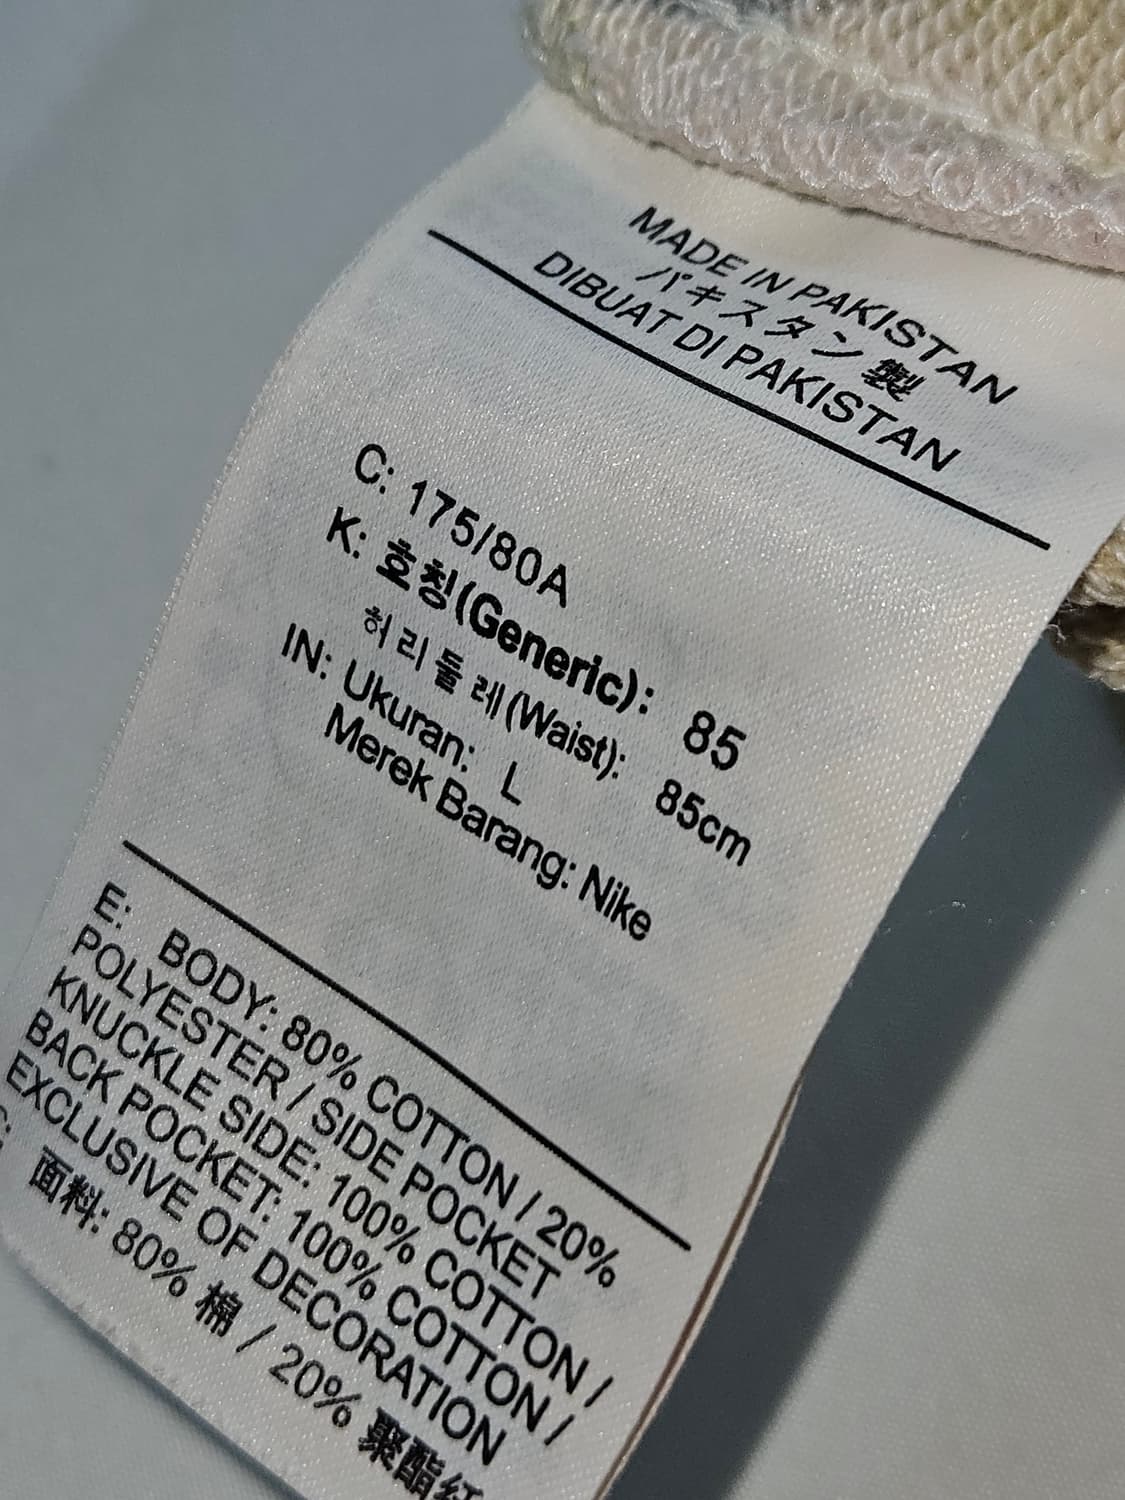 MADE IN PAKISTAN
パキスタン製
DIBUAT DI PAKISTAN
C: 175/80A
K: 호칭(Generic): 85
허리둘레(Waist): 85cm
IN: Ukuran: L
Merek Barang: Nike
E: BODY: 80% COTTON / 20%
POLYESTER / SIDE POCKET
KNUCKLE SIDE: 100% COTTON /
BACK POCKET: 100% COTTON /
EXCLUSIVE OF DECORATION
C: 面料: 80% 棉 / 20% 聚酯纤